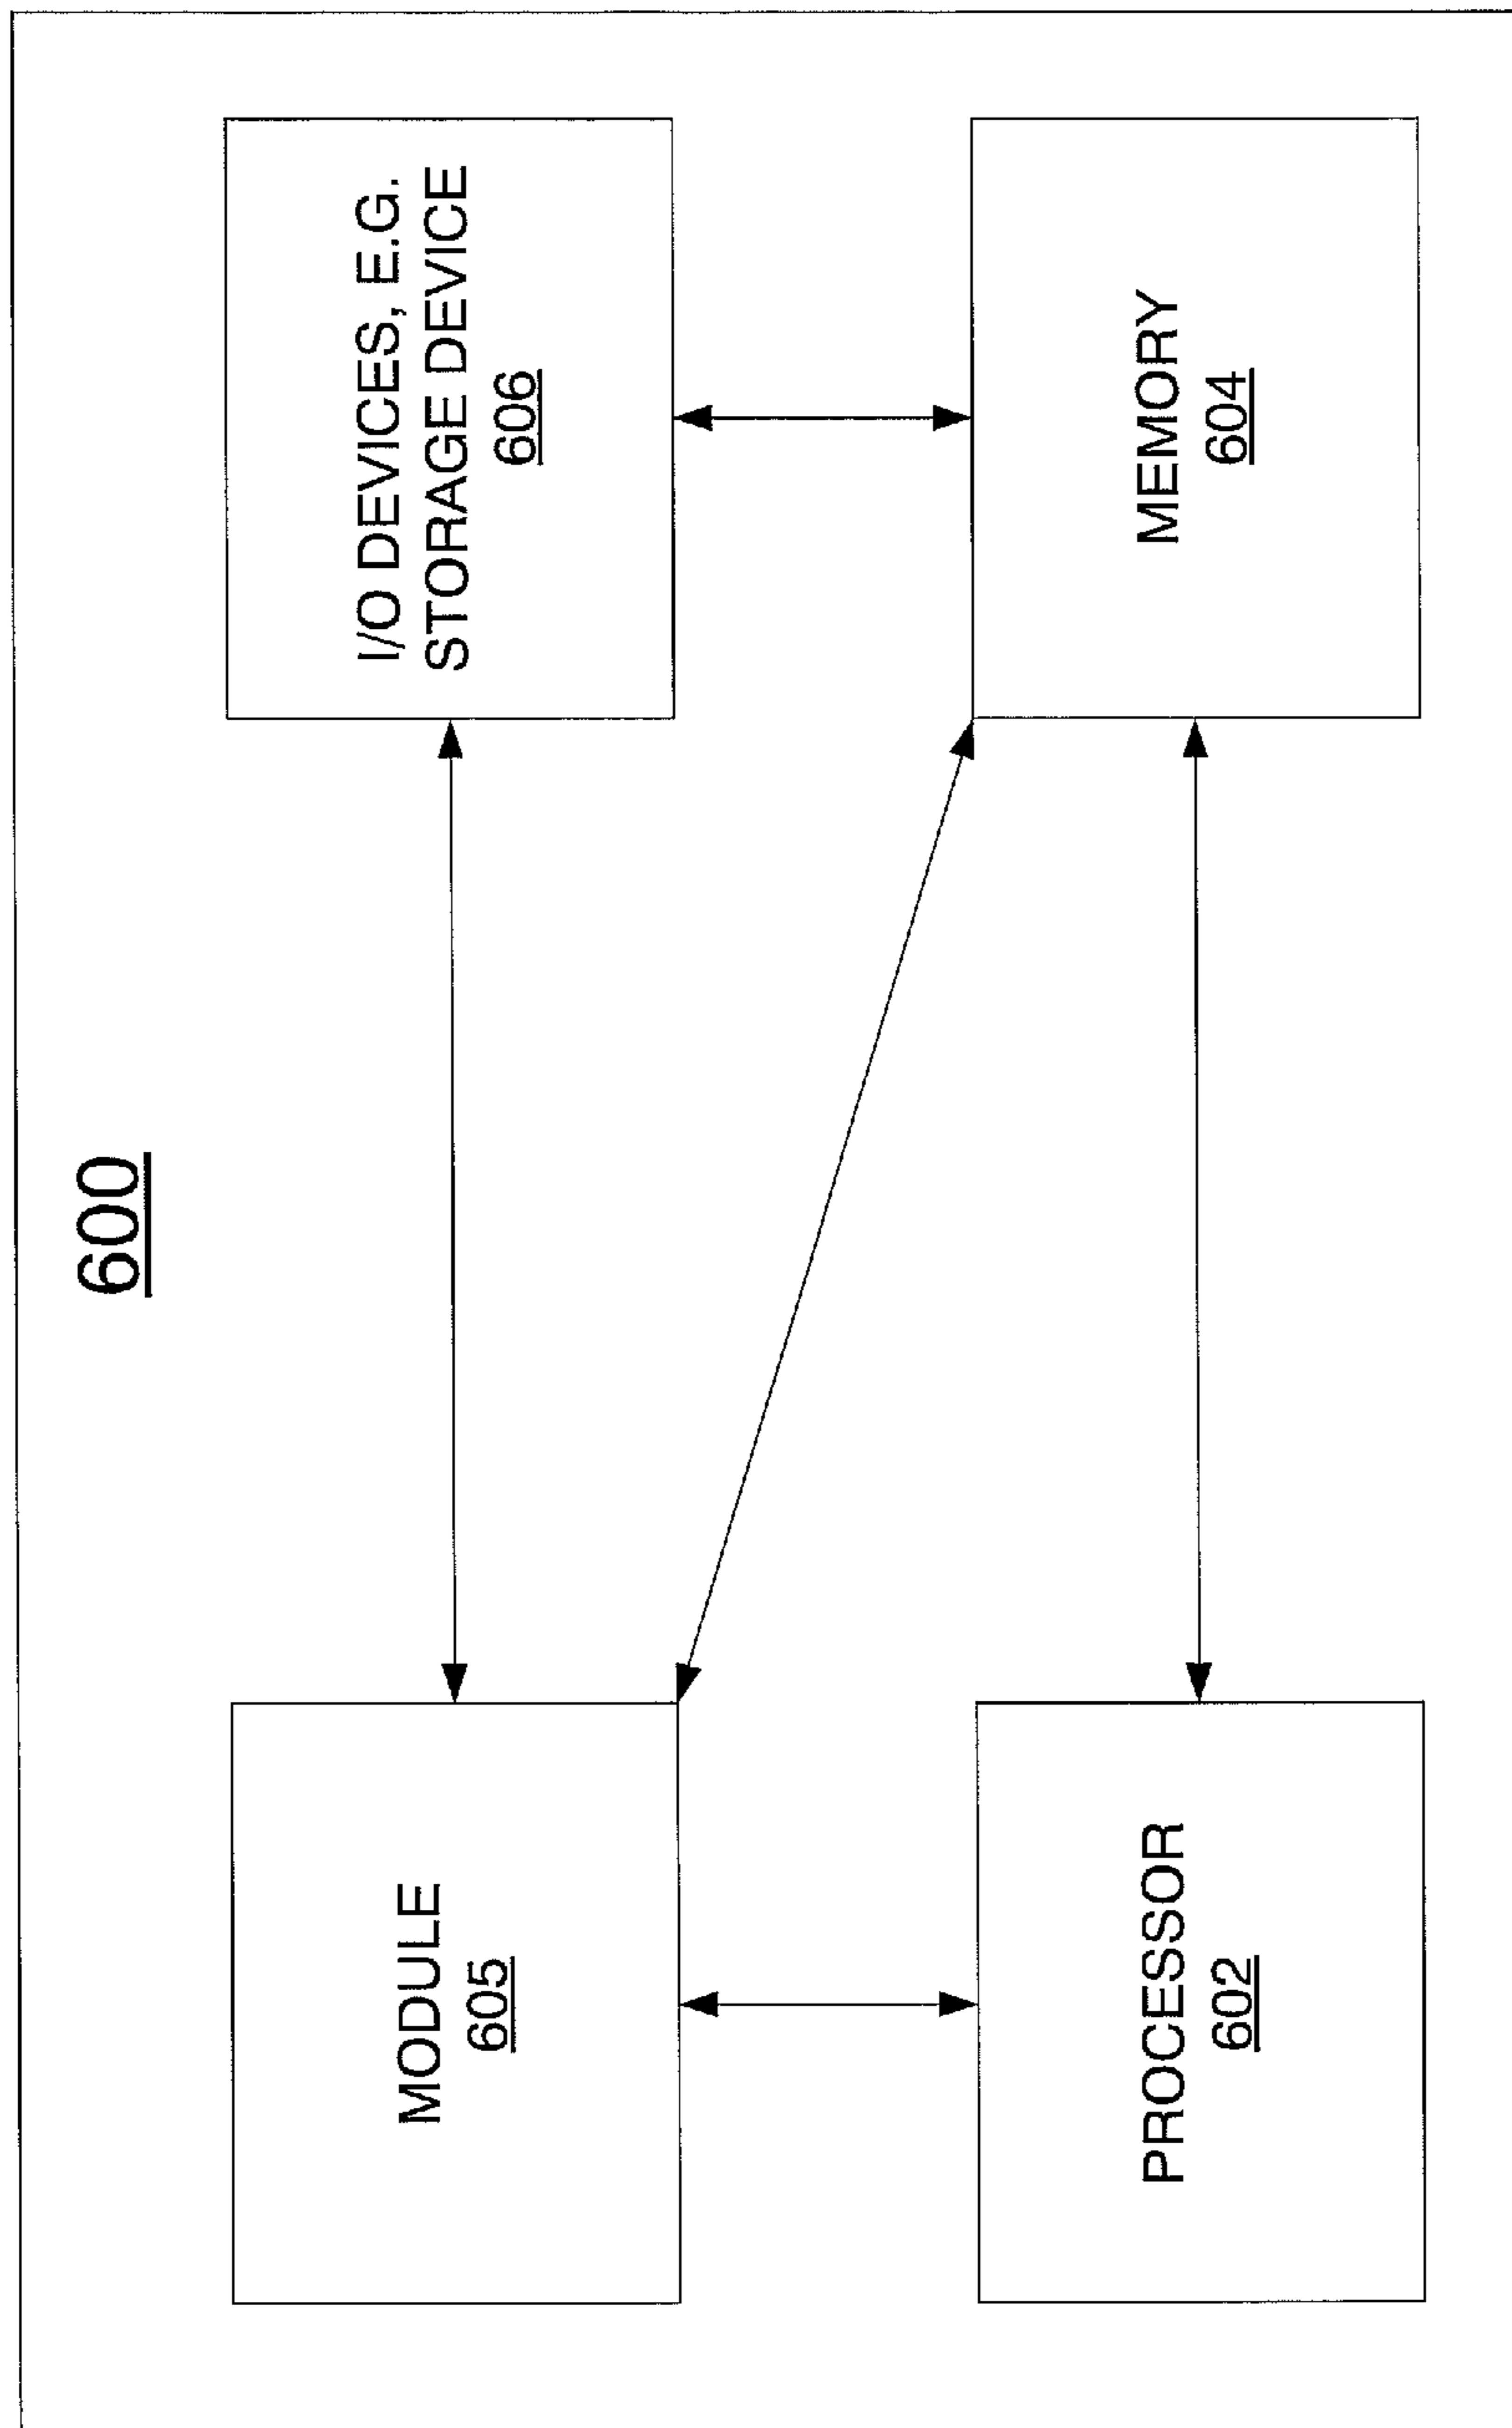 600
MODULE
605
I/O DEVICES, E.G.
STORAGE DEVICE
606
PROCESSOR
602
MEMORY
604